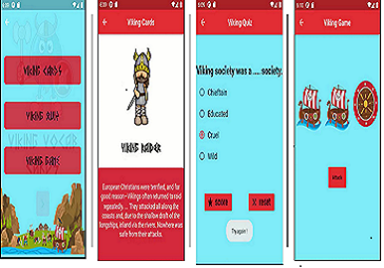 VIKING CARDS
VIKING QUIZ
VIKING GAME
VIKING VOCAB
Viking Cards
VIKING RAIDER
European Christians were terrified, and for
good reason—Vikings often returned to raid
repeatedly. ... They attacked all along the
coasts and, due to the shallow draft of the
longships, inland via the rivers. Nowhere was
safe from their attacks.
Viking Quiz
Viking society was a .... society.
Chieftain
Educated
Cruel
Wild
score
reset
Try again !
Viking Game
Attack